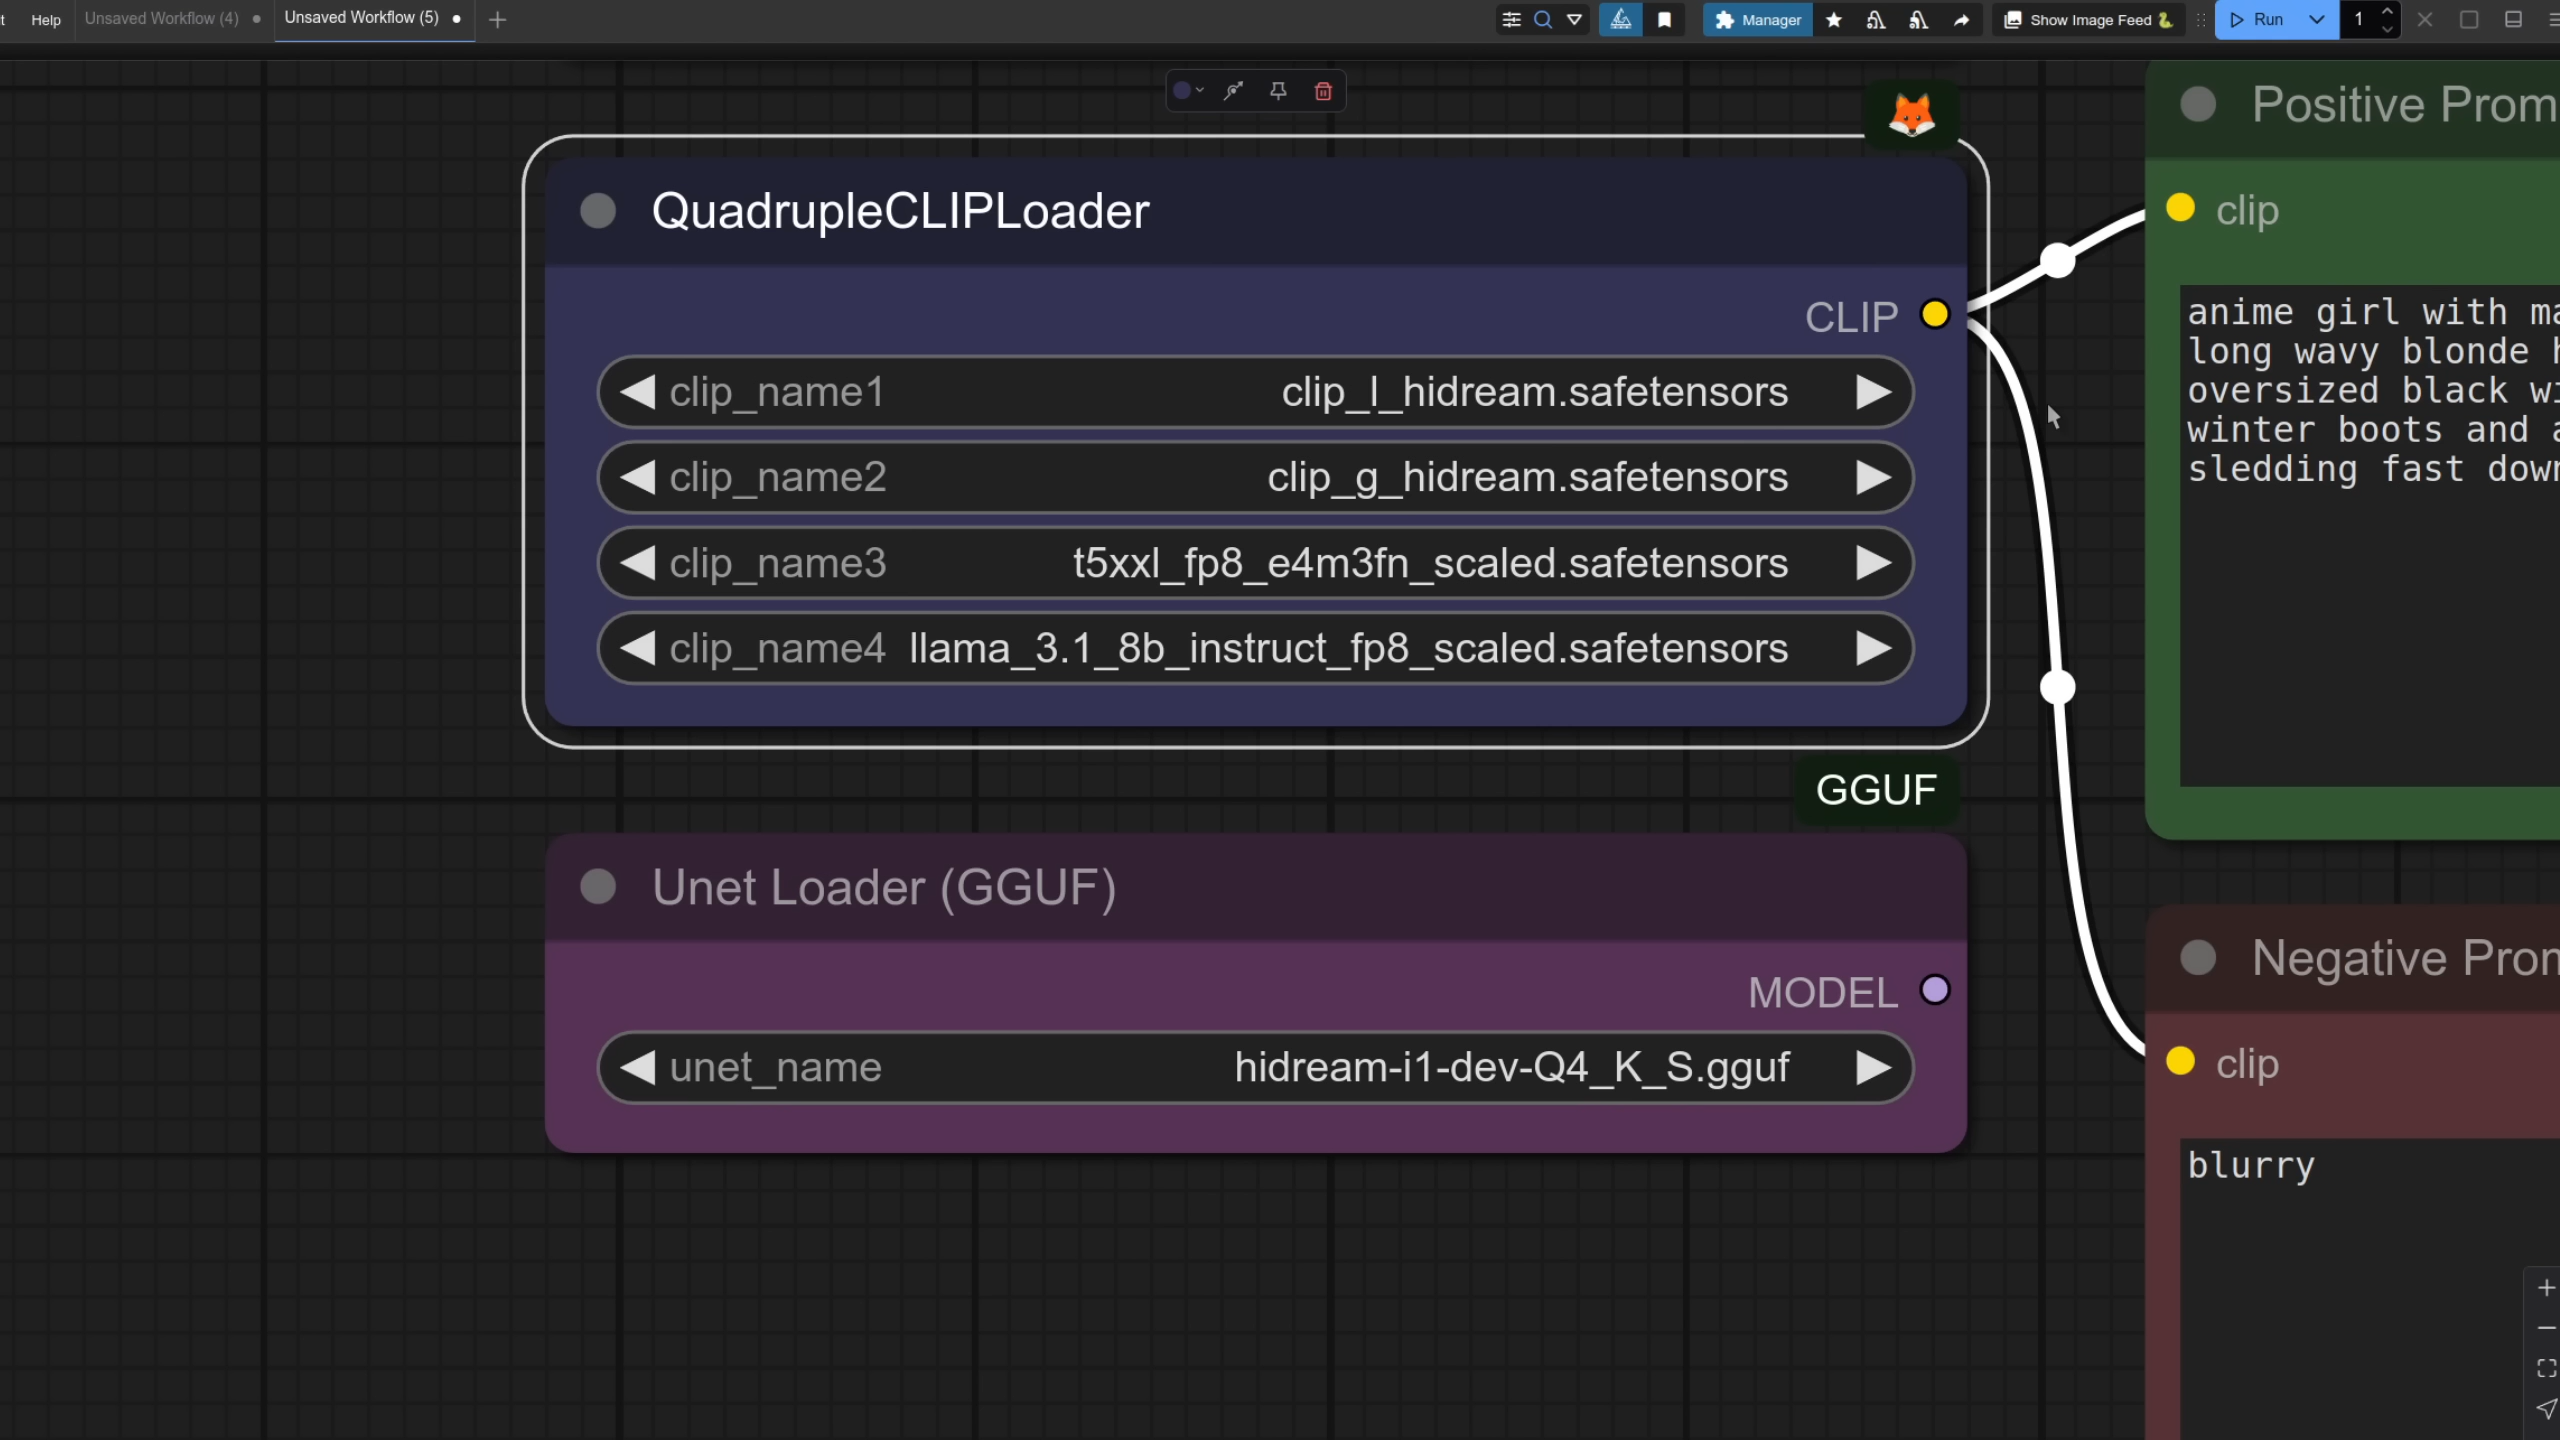 Help
Unsaved Workflow (4)
Unsaved Workflow (5)
Manager
Show Image Feed
Run
1
QuadrupleCLIPLoader
CLIP
clip_name1 clip_l_hidream.safetensors
clip_name2 clip_g_hidream.safetensors
clip_name3 t5xxl_fp8_e4m3fn_scaled.safetensors
clip_name4 llama_3.1_8b_instruct_fp8_scaled.safetensors
GGUF
Unet Loader (GGUF)
MODEL
unet_name hidream-i1-dev-Q4_K_S.gguf
Positive Prom
clip
anime girl with ma
long wavy blonde h
oversized black wi
winter boots and a
sledding fast down
Negative Prom
clip
blurry